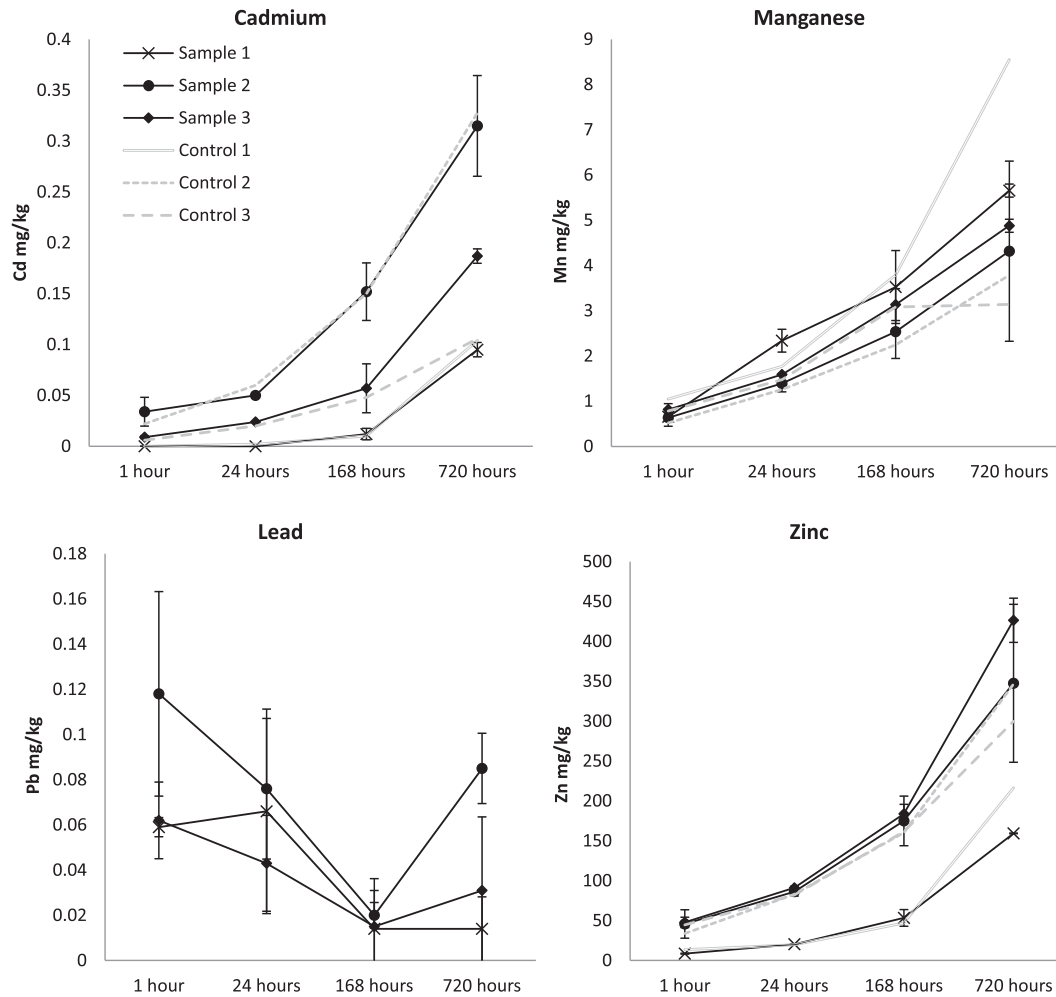 Cadmium
Cd mg/kg
0.4
0.35
0.3
0.25
0.2
0.15
0.1
0.05
0
Sample 1
Sample 2
Sample 3
Control 1
Control 2
Control 3
1 hour 24 hours 168 hours 720 hours
Manganese
Mn mg/kg
9
8
7
6
5
4
3
2
1
0
1 hour 24 hours 168 hours 720 hours
Lead
Pb mg/kg
0.18
0.16
0.14
0.12
0.1
0.08
0.06
0.04
0.02
0
1 hour 24 hours 168 hours 720 hours
Zinc
Zn mg/kg
500
450
400
350
300
250
200
150
100
50
0
1 hour 24 hours 168 hours 720 hours